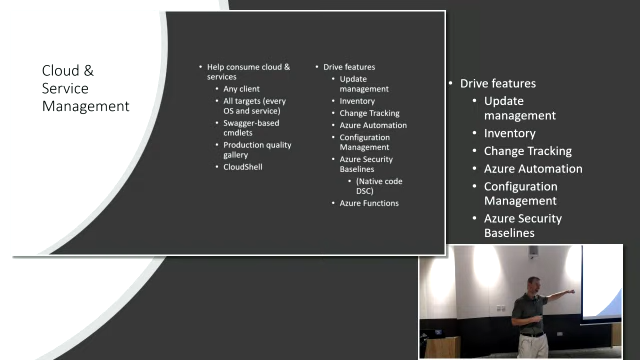 Cloud &
Service
Management
• Help consume cloud &
services
• Any client
• All targets (every
OS and service)
• Swagger-based
cmdlets
• Production quality
gallery
• CloudShell
• Drive features
• Update
management
• Inventory
• Change Tracking
• Azure Automation
• Configuration
Management
• Azure Security
Baselines
• (Native code
DSC)
• Azure Functions
• Drive features
• Update
management
• Inventory
• Change Tracking
• Azure Automation
• Configuration
Management
• Azure Security
Baselines